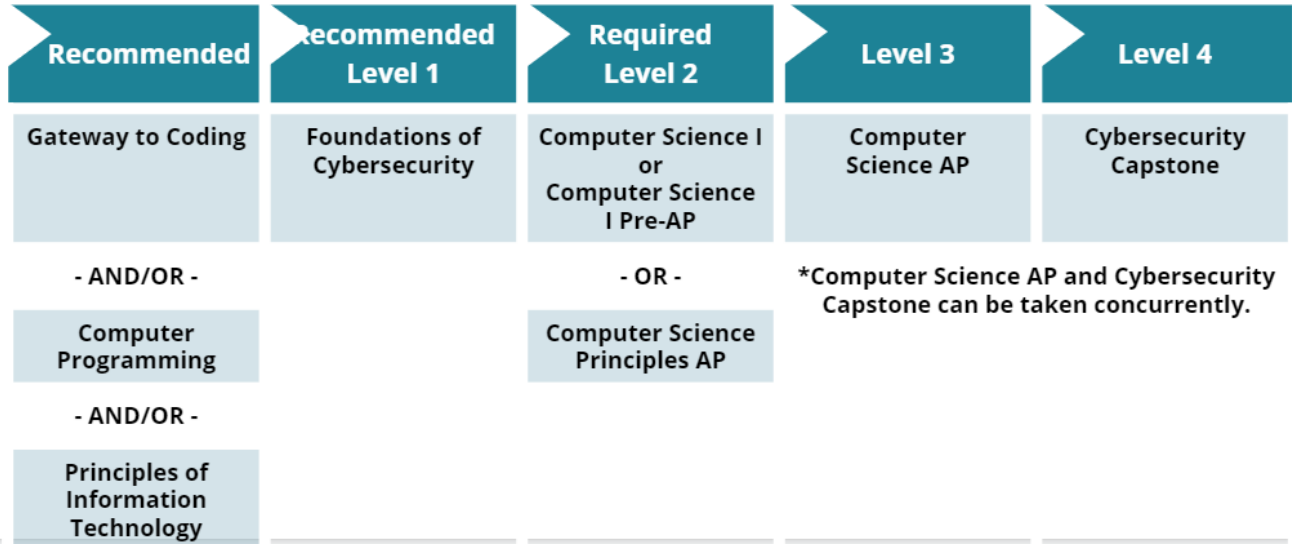 Recommended
Recommended
Level 1
Required
Level 2
Level 3
Level 4
Gateway to Coding
- AND/OR -
Computer
Programming
- AND/OR -
Principles of
Information
Technology
Foundations of
Cybersecurity
Computer Science I
or
Computer Science
I Pre-AP
- OR -
Computer Science
Principles AP
Computer
Science AP
Cybersecurity
Capstone
*Computer Science AP and Cybersecurity
Capstone can be taken concurrently.